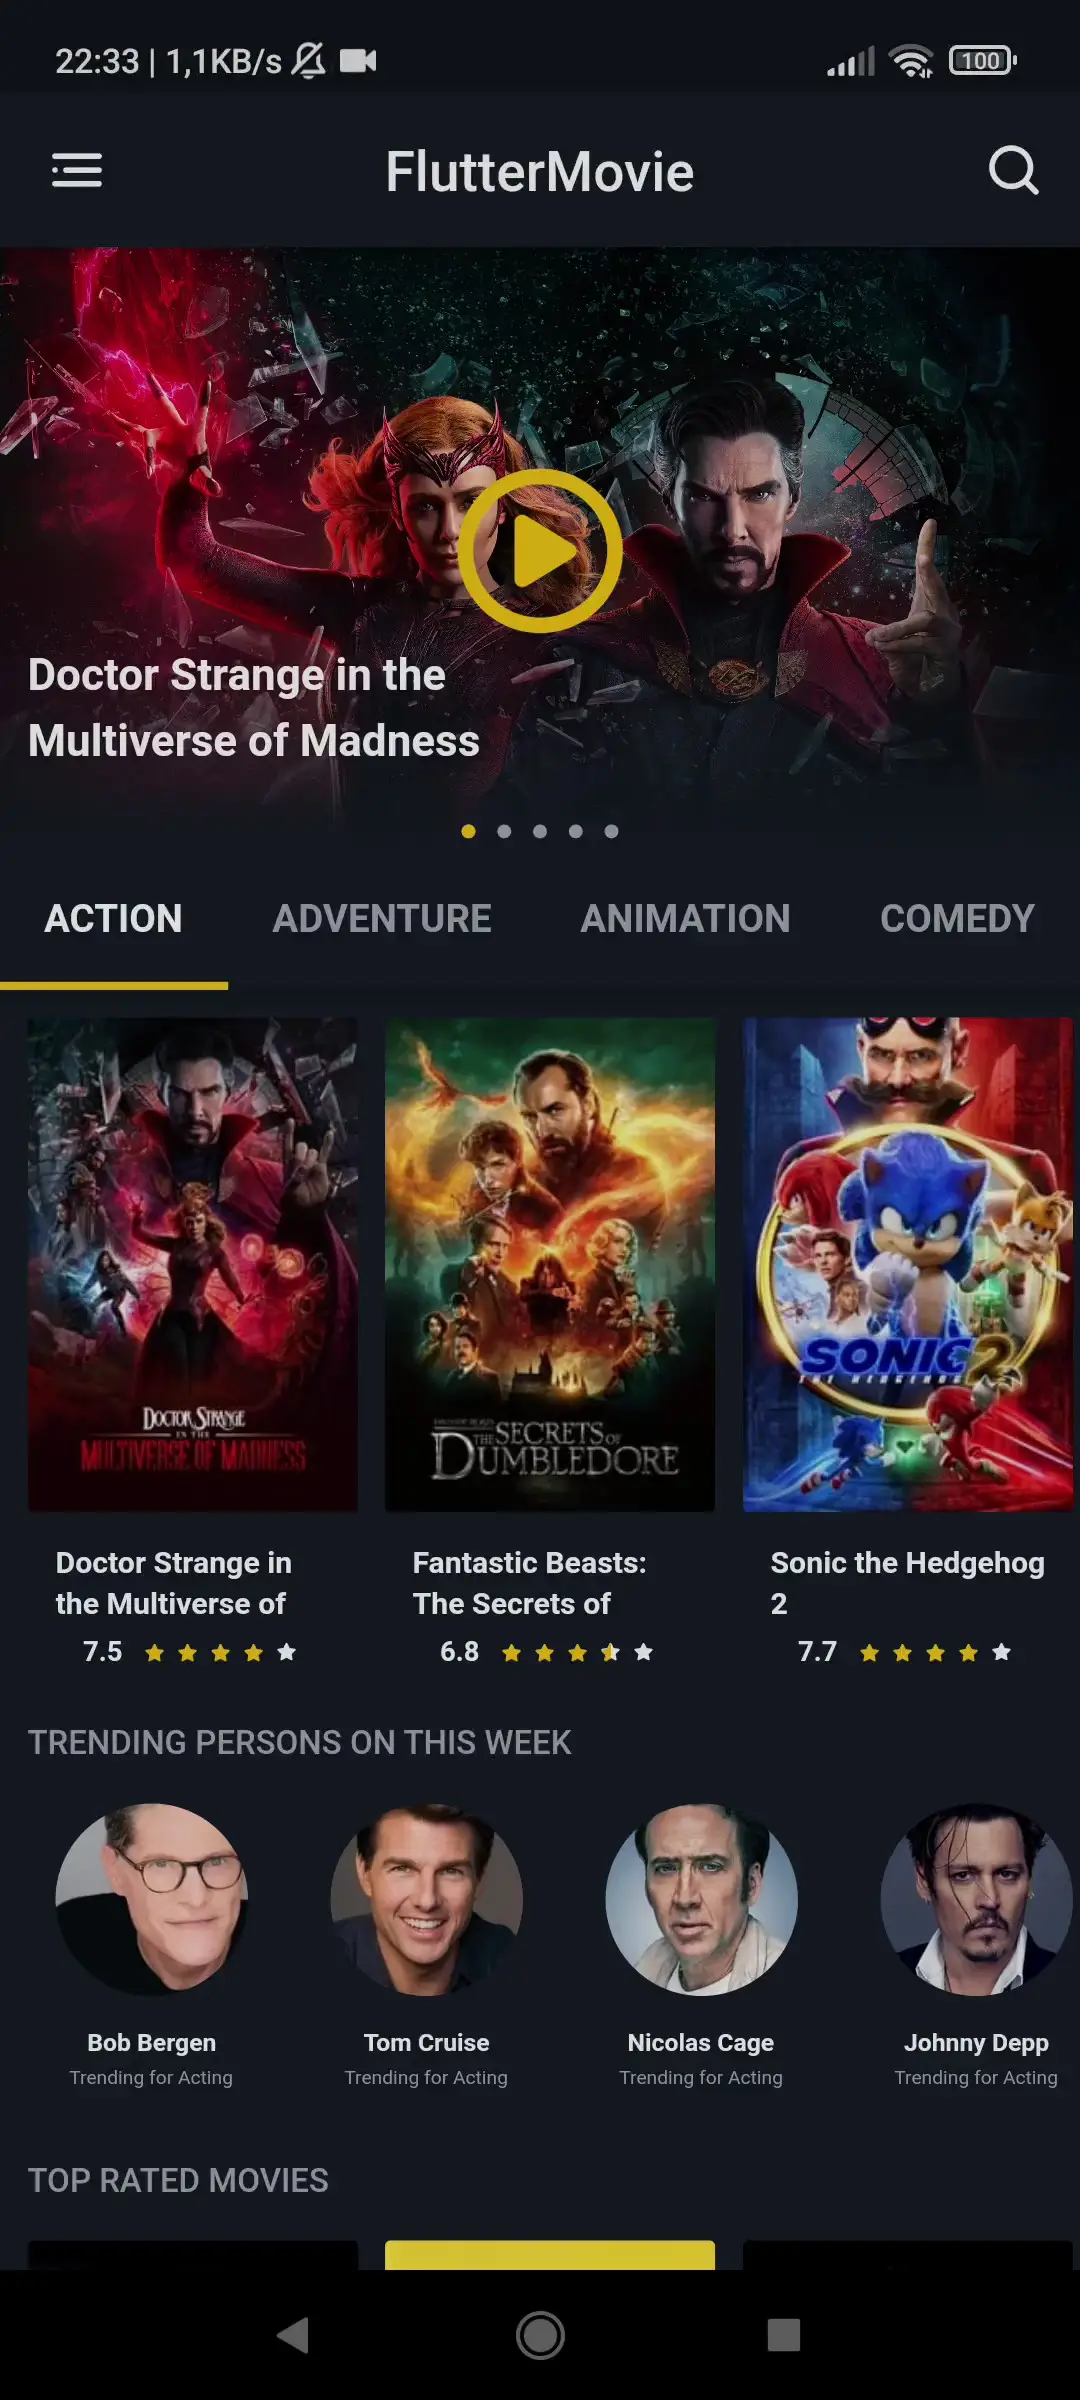 22:33 | 1,1KB/s
100
FlutterMovie
Doctor Strange in the
Multiverse of Madness
ACTION ADVENTURE ANIMATION COMEDY
DOCTOR STRANGE
IN THE
MULTIVERSE OF MADNESS
THE SECRETS OF
DUMBLEDORE
SONIC 2
THE HEDGEHOG
Doctor Strange in
the Multiverse of
7.5
Fantastic Beasts:
The Secrets of
6.8
Sonic the Hedgehog
2
7.7
TRENDING PERSONS ON THIS WEEK
Bob Bergen
Trending for Acting
Tom Cruise
Trending for Acting
Nicolas Cage
Trending for Acting
Johnny Depp
Trending for Acting
TOP RATED MOVIES